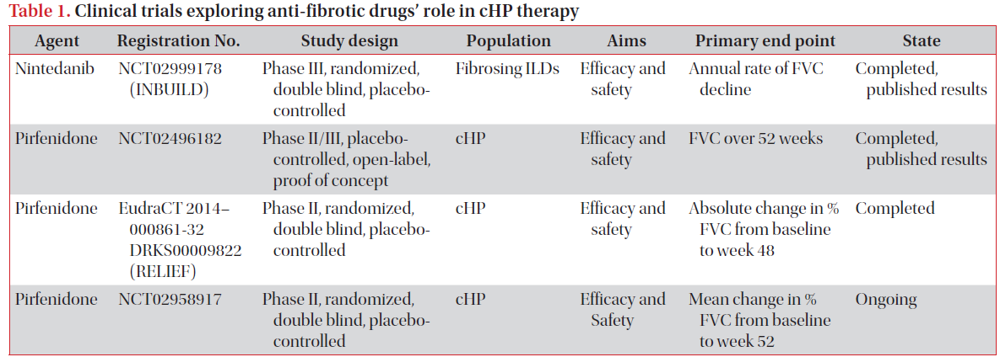 Table 1. Clinical trials exploring anti-fibrotic drugs' role in cHP therapy
Agent Registration No. Study design Population Aims Primary end point State
Nintedanib NCT02999178 Phase III, randomized, Fibrosing ILDs Efficacy and Annual rate of FVC Completed,
(INBUILD) double blind, placebo- safety decline published results
controlled
Pirfenidone NCT02496182 Phase II/III, placebo- cHP Efficacy and FVC over 52 weeks Completed,
controlled, open-label, safety published results
proof of concept
Pirfenidone EudraCT 2014– Phase II, randomized, cHP Efficacy and Absolute change in % Completed
000861-32 double blind, placebo- safety FVC from baseline
DRKS00009822 controlled to week 48
(RELIEF)
Pirfenidone NCT02958917 Phase II, randomized, cHP Efficacy and Mean change in % Ongoing
double blind, placebo- Safety FVC from baseline
controlled to week 52